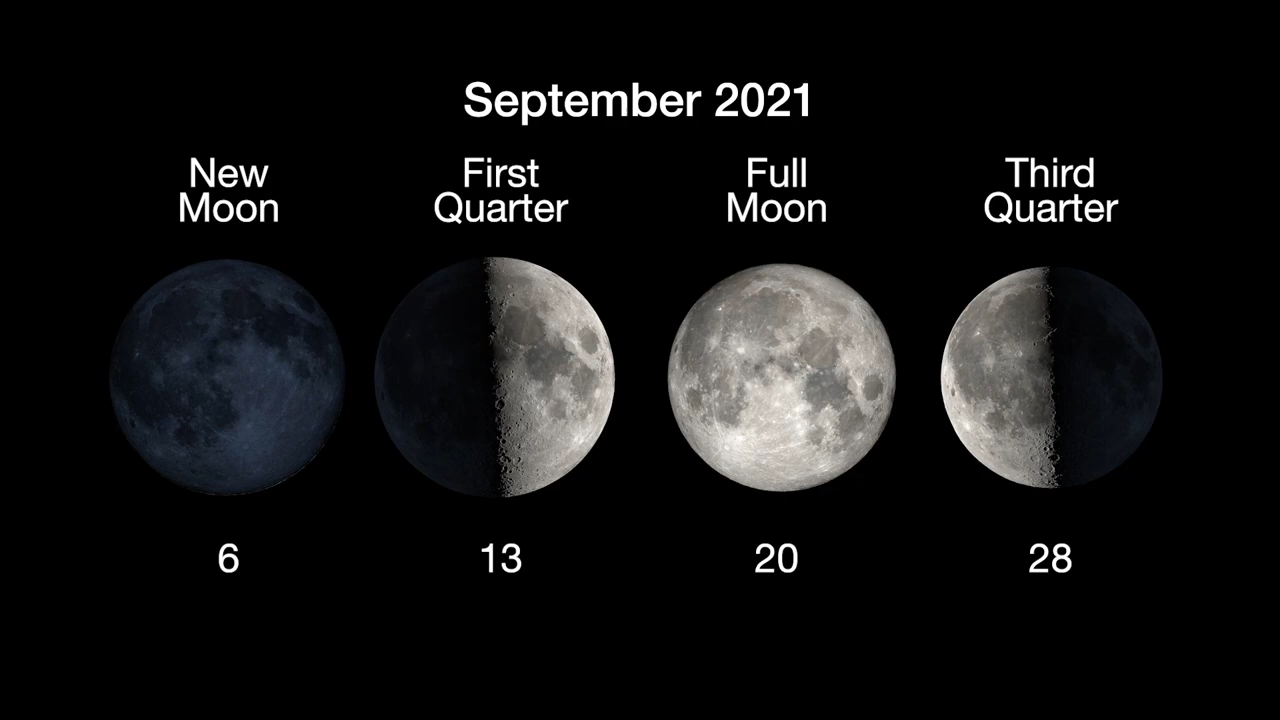 September 2021
New
Moon
First
Quarter
Full
Moon
Third
Quarter
6
13
20
28